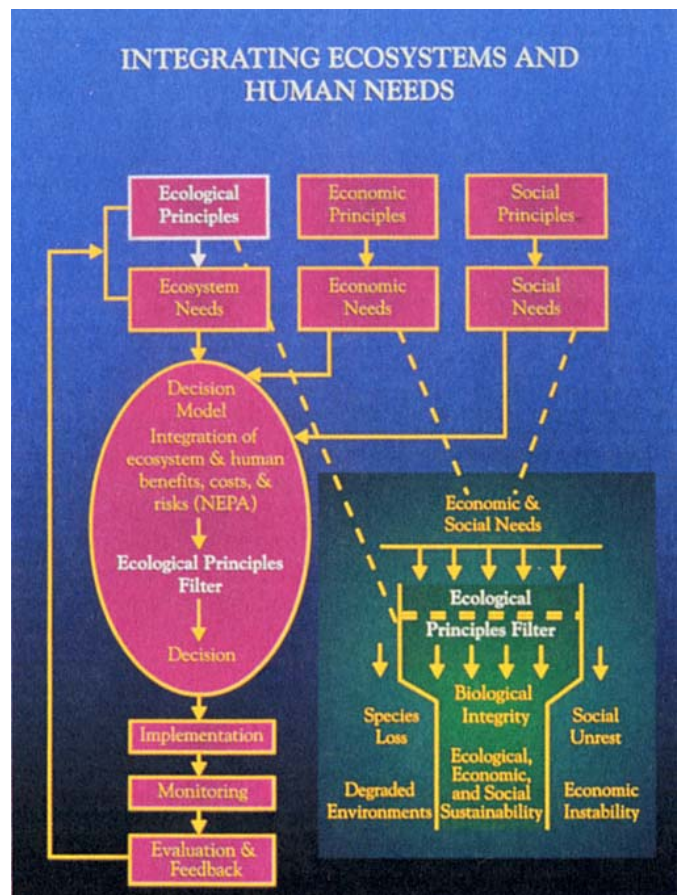 INTEGRATING ECOSYSTEMS AND
HUMAN NEEDS
Ecological
Principles
Economic
Principles
Social
Principles
Ecosystem
Needs
Economic
Needs
Social
Needs
Decision
Model
Integration of
ecosystem & human
benefits, costs, &
risks (NEPA)
Ecological Principles
Filter
Decision
Implementation
Monitoring
Evaluation &
Feedback
Economic &
Social Needs
Ecological
Principles Filter
Species
Loss
Biological
Integrity
Social
Unrest
Degraded
Environments
Ecological,
Economic,
and Social
Sustainability
Economic
Instability